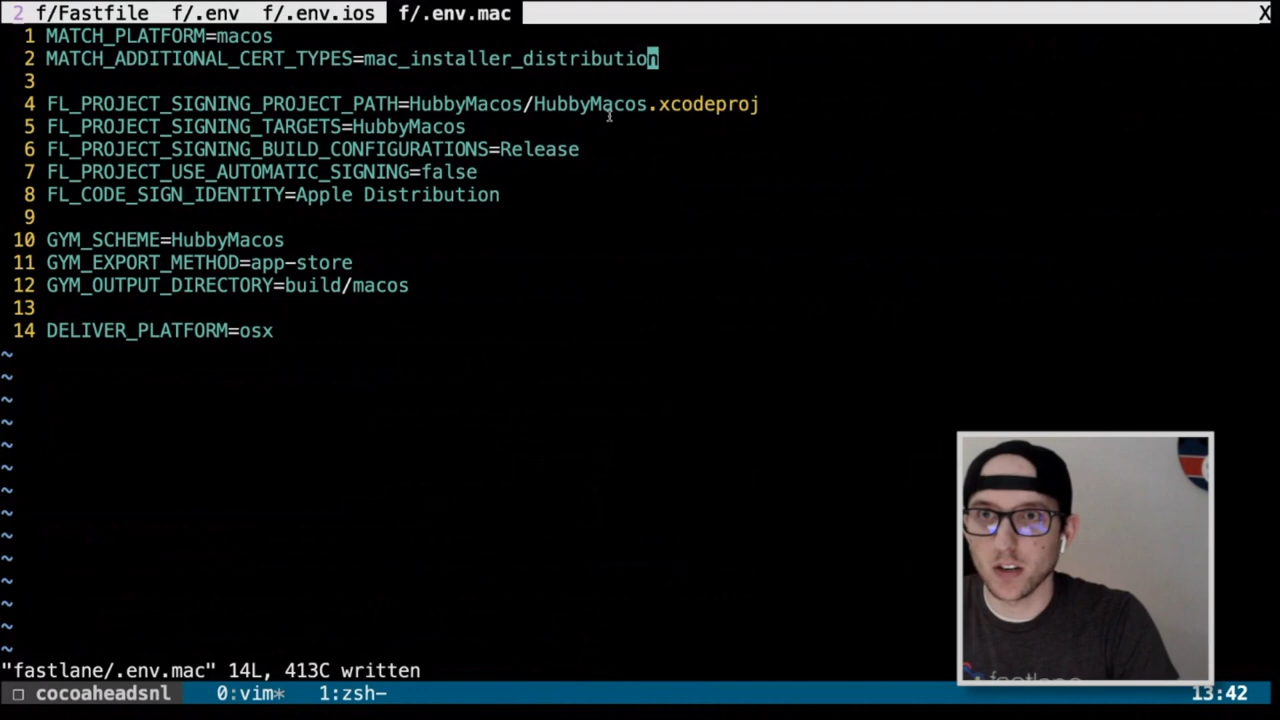 2 f/Fastfile f/.env f/.env.ios f/.env.mac X
1 MATCH_PLATFORM=macos
2 MATCH_ADDITIONAL_CERT_TYPES=mac_installer_distribution
3
4 FL_PROJECT_SIGNING_PROJECT_PATH=HubbyMacos/HubbyMacos.xcodeproj
5 FL_PROJECT_SIGNING_TARGETS=HubbyMacos
6 FL_PROJECT_SIGNING_BUILD_CONFIGURATIONS=Release
7 FL_PROJECT_USE_AUTOMATIC_SIGNING=false
8 FL_CODE_SIGN_IDENTITY=Apple Distribution
9
10 GYM_SCHEME=HubbyMacos
11 GYM_EXPORT_METHOD=app-store
12 GYM_OUTPUT_DIRECTORY=build/macos
13
14 DELIVER_PLATFORM=osx
~
~
~
~
~
~
~
~
~
~
~
~
~
~
fastlane
"fastlane/.env.mac" 14L, 413C written
□ cocoaheadsnl 0:vim* 1:zsh- 13:42